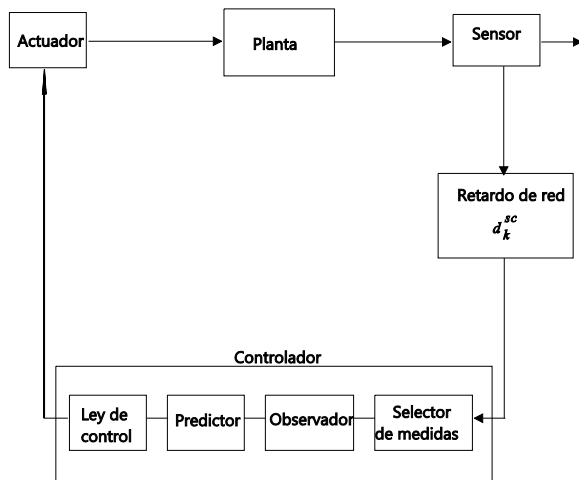 Actuador
Planta
Sensor
Retardo de red
d_k^{sc}
Controlador
Ley de
control
Predictor
Observador
Selector
de medidas